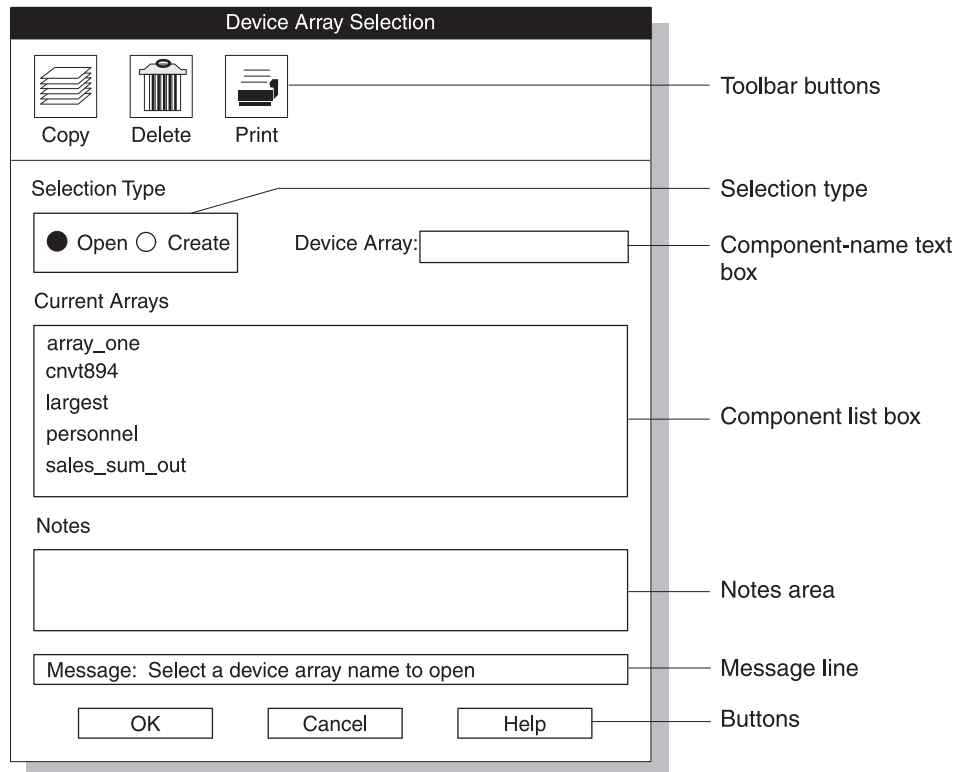 Device Array Selection
Toolbar buttons
Copy Delete Print
Selection Type
Selection type
Open Create
Device Array:
Component-name text
box
Current Arrays
array_one
cnvt894
largest
personnel
sales_sum_out
Component list box
Notes
Notes area
Message: Select a device array name to open
Message line
OK Cancel Help
Buttons